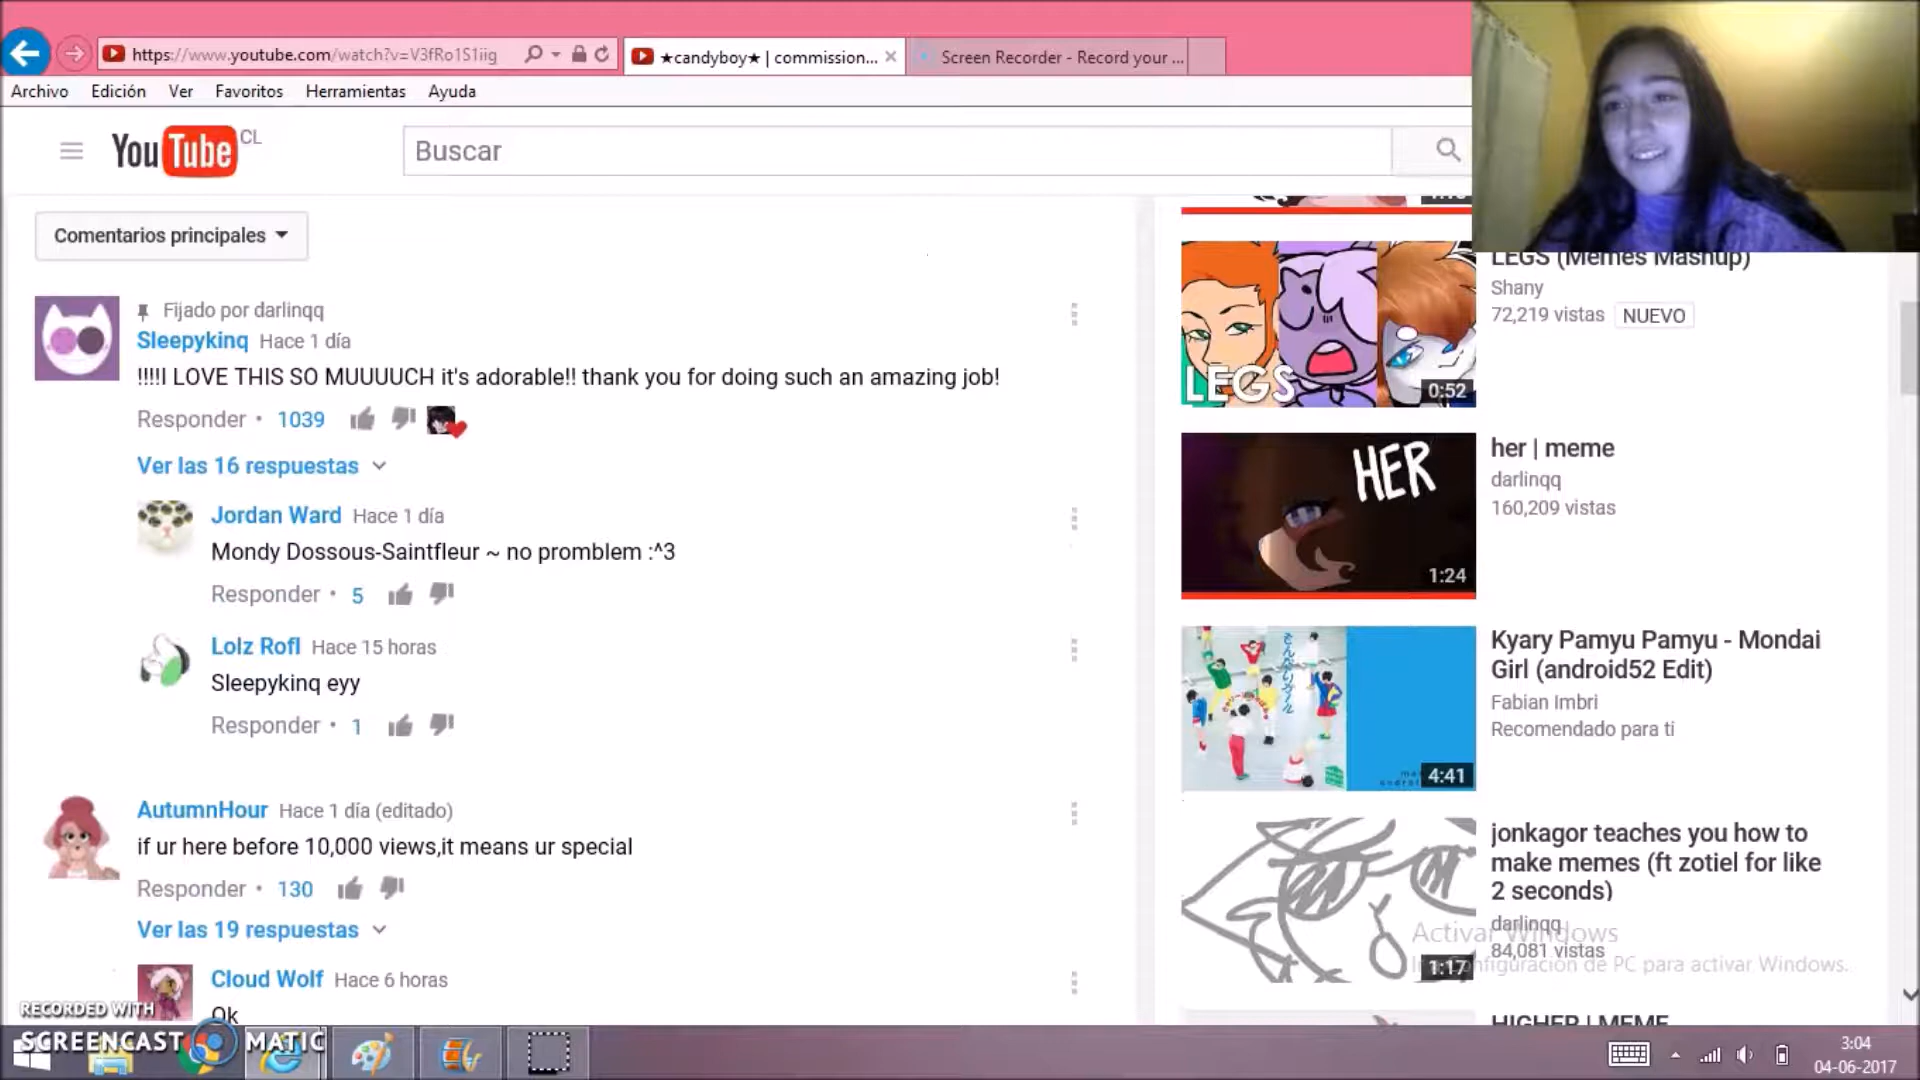 https://www.youtube.com/watch?v=V3fRo1S1iig
★candyboy★ | commission...
Screen Recorder - Record your ...
Archivo Edición Ver Favoritos Herramientas Ayuda
YouTube CL
Buscar
Comentarios principales
Fijado por darlinqq
Sleepykinq Hace 1 día
!!!!I LOVE THIS SO MUUUUCH it's adorable!! thank you for doing such an amazing job!
Responder • 1039
Ver las 16 respuestas
Jordan Ward Hace 1 día
Mondy Dossous-Saintfleur ~ no promblem :^3
Responder • 5
Lolz Rofl Hace 15 horas
Sleepykinq eyy
Responder • 1
AutumnHour Hace 1 día (editado)
if ur here before 10,000 views,it means ur special
Responder • 130
Ver las 19 respuestas
Cloud Wolf Hace 6 horas
Ok
LEGS
0:52
LEGS (Memes Mashup)
Shany
72,219 vistas NUEVO
HER
1:24
her | meme
darlinqq
160,209 vistas
4:41
Kyary Pamyu Pamyu - Mondai
Girl (android52 Edit)
Fabian Imbri
Recomendado para ti
1:17
jonkagor teaches you how to
make memes (ft zotiel for like
2 seconds)
darlinqq
84,081 vistas
Activar Windows
configuración de PC para activar Windows.
HIGHER | MEME
RECORDED WITH
SCREENCAST MATIC
3:04
04-06-2017